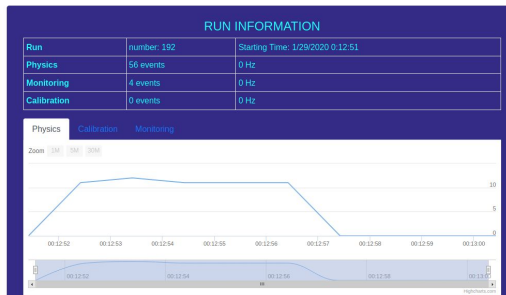 RUN INFORMATION
Run number: 192 Starting Time: 1/29/2020 0:12:51
Physics 56 events 0 Hz
Monitoring 4 events 0 Hz
Calibration 0 events 0 Hz
Physics Calibration Monitoring
Zoom 1M 5M 30M
10
5
0
00:12:52 00:12:53 00:12:54 00:12:55 00:12:56 00:12:57 00:12:58 00:12:59 00:13:00
00:12:52 00:12:54 00:12:56 00:12:58
Highcharts.com